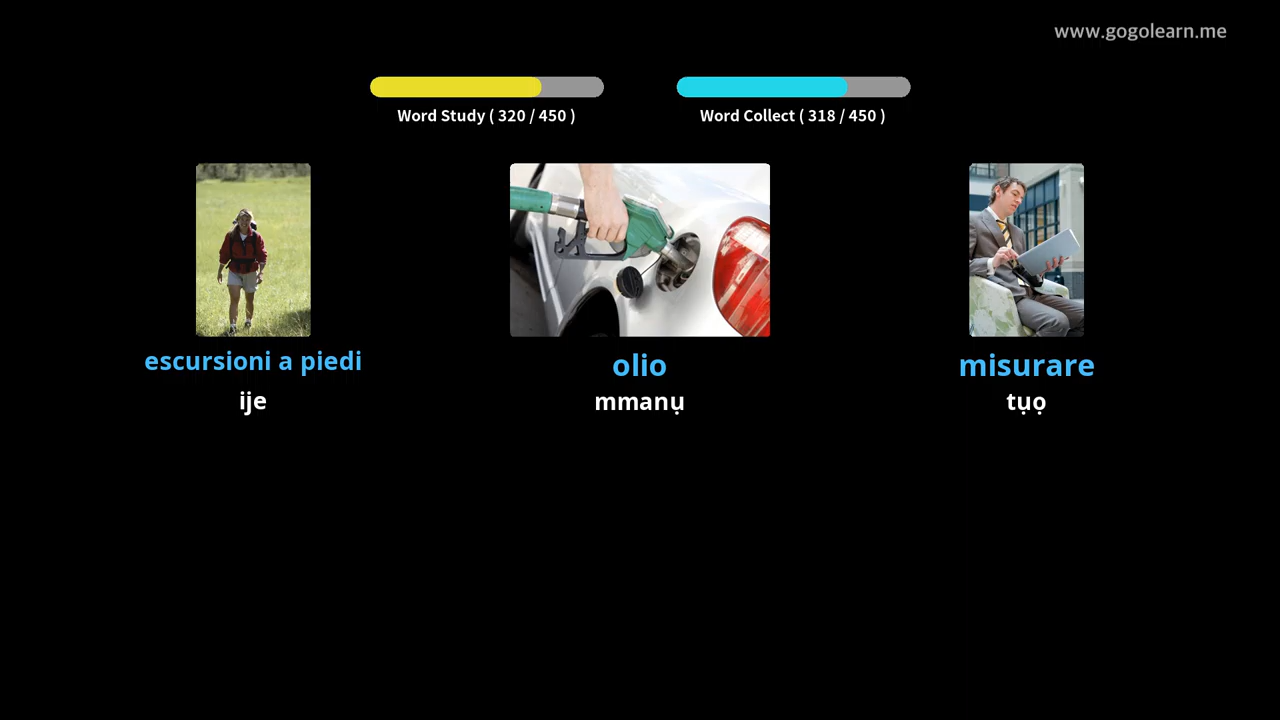 www.gogolearn.me
Word Study ( 320 / 450 )
Word Collect ( 318 / 450 )
escursioni a piedi
olio
misurare
ije
mmanụ
tụọ